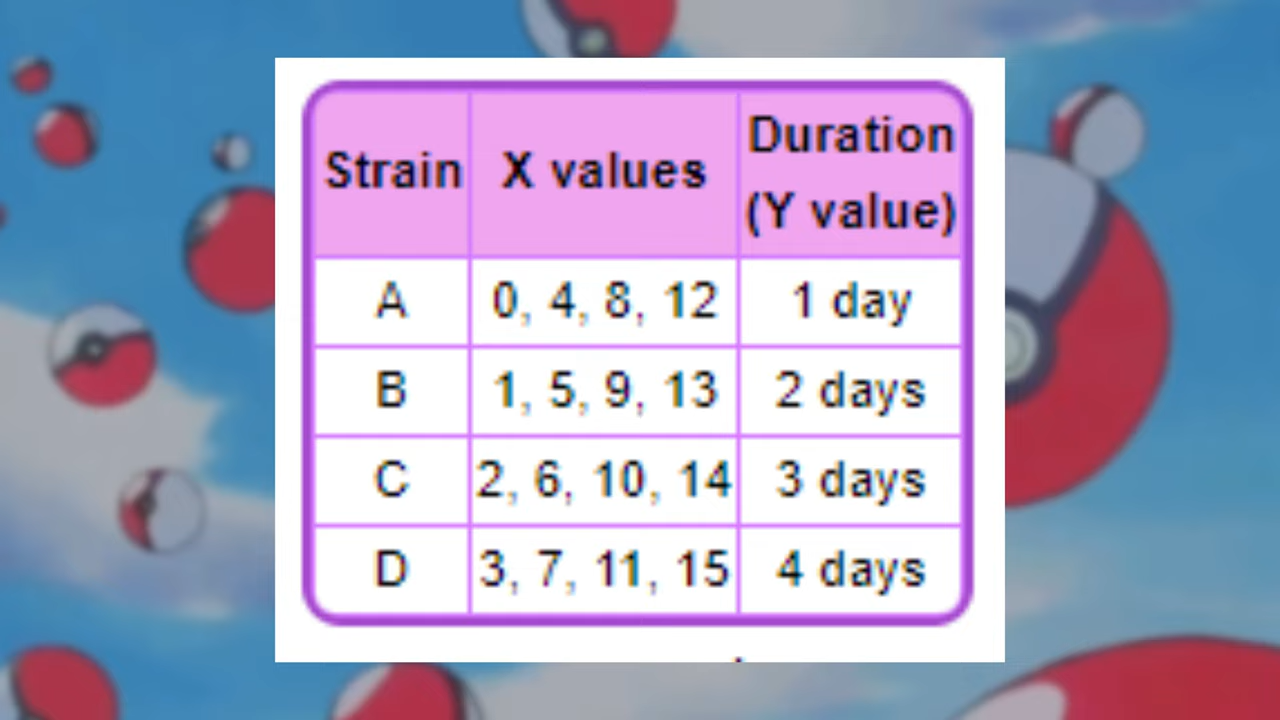 Strain X values Duration (Y value)
A 0, 4, 8, 12 1 day
B 1, 5, 9, 13 2 days
C 2, 6, 10, 14 3 days
D 3, 7, 11, 15 4 days